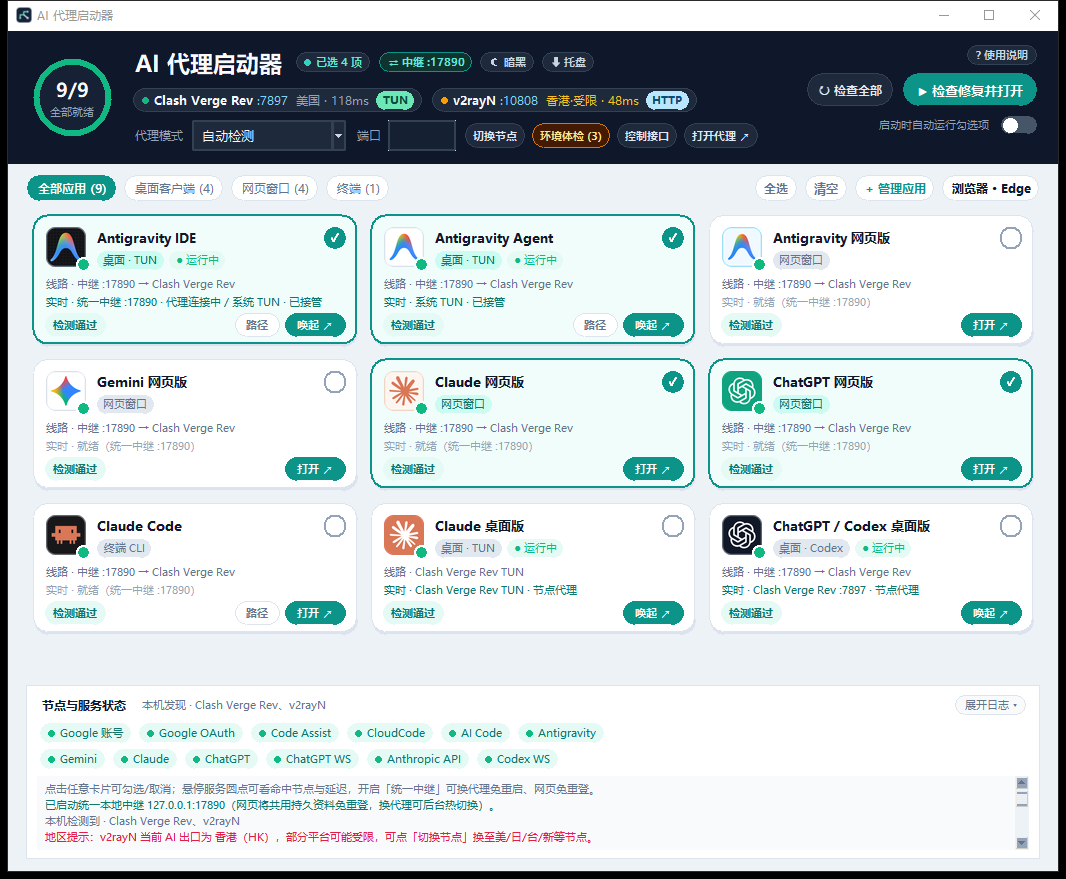 AI 代理启动器
9/9
全部就绪
AI 代理启动器
已选 4 项
⇄ 中继 :17890
暗黑
托盘
? 使用说明
Clash Verge Rev :7897 美国 · 118ms TUN
v2rayN :10808 香港·受限 · 48ms HTTP
检查全部
▶ 检查修复并打开
代理模式 自动检测 端口 切换节点 环境体检 (3) 控制接口 打开代理 ↗
启动时自动运行勾选项
全部应用 (9) 桌面客户端 (4) 网页窗口 (4) 终端 (1) 全选 清空 + 管理应用 浏览器 • Edge
Antigravity IDE
桌面 · TUN • 运行中
线路 · 中继 :17890 → Clash Verge Rev
实时 · 统一中继 :17890 · 代理连接中 / 系统 TUN · 已接管
检测通过 路径 唤起 ↗
Antigravity Agent
桌面 · TUN • 运行中
线路 · 中继 :17890 → Clash Verge Rev
实时 · 系统 TUN · 已接管
检测通过 路径 唤起 ↗
Antigravity 网页版
网页窗口
线路 · 中继 :17890 → Clash Verge Rev
实时 · 就绪（统一中继 :17890）
检测通过 打开 ↗
Gemini 网页版
网页窗口
线路 · 中继 :17890 → Clash Verge Rev
实时 · 就绪（统一中继 :17890）
检测通过 打开 ↗
Claude 网页版
网页窗口
线路 · 中继 :17890 → Clash Verge Rev
实时 · 就绪（统一中继 :17890）
检测通过 打开 ↗
ChatGPT 网页版
网页窗口
线路 · 中继 :17890 → Clash Verge Rev
实时 · 就绪（统一中继 :17890）
检测通过 打开 ↗
Claude Code
终端 CLI
线路 · 中继 :17890 → Clash Verge Rev
实时 · 就绪（统一中继 :17890）
检测通过 路径 打开 ↗
Claude 桌面版
桌面 · TUN • 运行中
线路 · Clash Verge Rev TUN
实时 · Clash Verge Rev TUN · 节点代理
检测通过 唤起 ↗
ChatGPT / Codex 桌面版
桌面 · Codex • 运行中
线路 · 中继 :17890 → Clash Verge Rev
实时 · Clash Verge Rev :7897 · 节点代理
检测通过 唤起 ↗
节点与服务状态 本机发现 · Clash Verge Rev、v2rayN 展开日志
Google 账号 Google OAuth Code Assist CloudCode AI Code Antigravity
Gemini Claude ChatGPT ChatGPT WS Anthropic API Codex WS
点击任意卡片可勾选/取消；悬停服务圆点可看命中节点与延迟，开启「统一中继」可换代理免重启、网页免重登。
已启动统一本地中继 127.0.0.1:17890（网页将共用持久资料免重登，换代理可后台热切换）。
本机检测到 · Clash Verge Rev、v2rayN
地区提示：v2rayN 当前 AI 出口为 香港（HK），部分平台可能受限，可点「切换节点」换至美/日/台/新等节点。